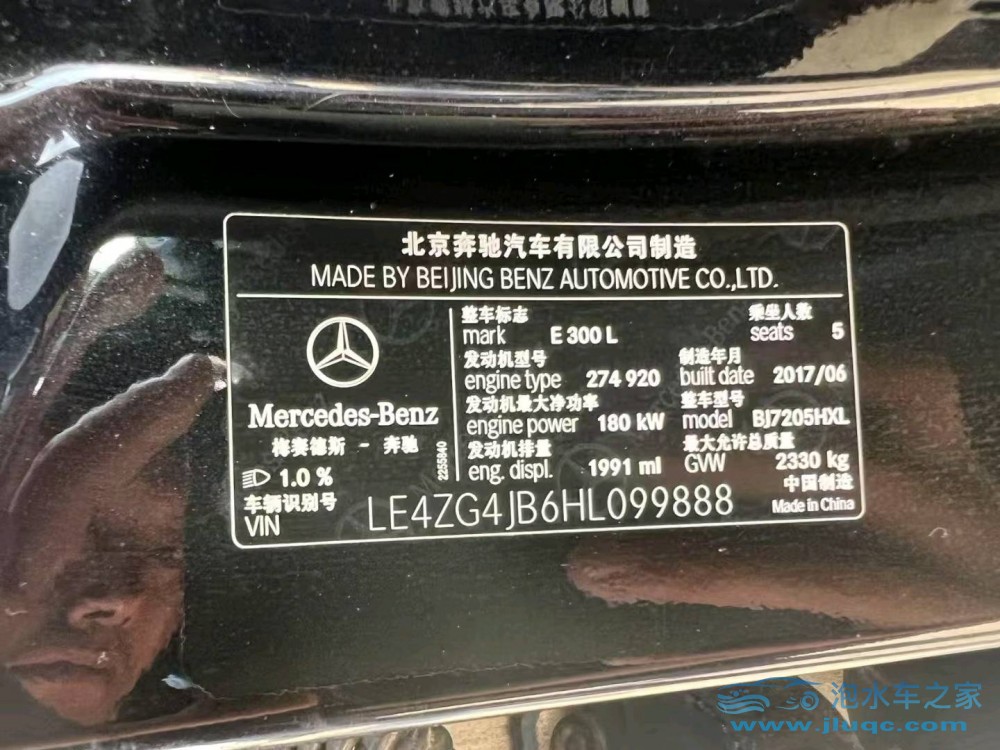 北京奔驰汽车有限公司制造
MADE BY BEIJING BENZ AUTOMOTIVE CO.,LTD.
整车标志 乘坐人数
mark E 300 L seats 5
发动机型号 制造年月
engine type 274 920 built date 2017/06
发动机最大净功率 整车型号
engine power 180 kW model BJ7205HXL
发动机排量 最大允许总质量
eng. displ. 1991 ml GVW 2330 kg
Mercedes-Benz
梅赛德斯 - 奔驰
2255840
1.0 %
中国制造
Made in China
车辆识别号
VIN LE4ZG4JB6HL099888
泡水车之家
www.jluqc.com